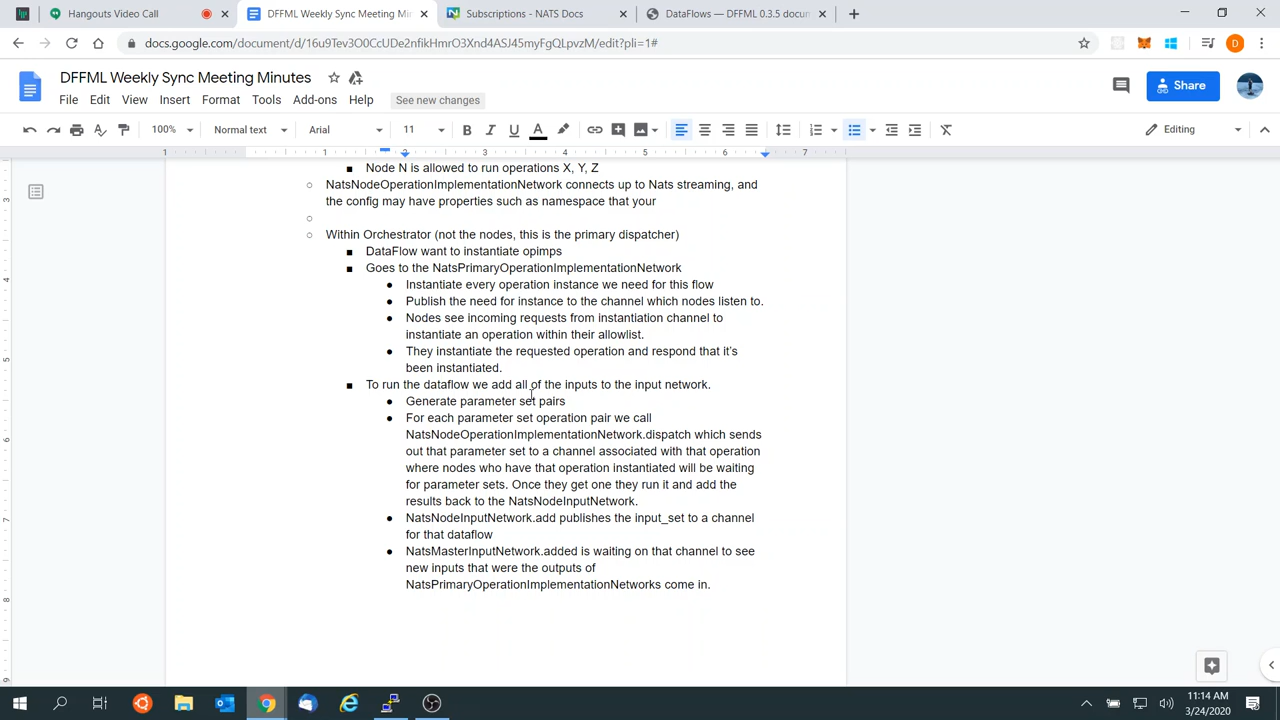 Hangouts Video Call
DFFML Weekly Sync Meeting Min
Subscriptions - NATS Docs
DataFlows — DFFML 0.3.5 docum
docs.google.com/document/d/16u9Tev3O0CcUDe2nfikHmrO3Xnd4ASJ45myFgQLpvzM/edit?pli=1#
D
DFFML Weekly Sync Meeting Minutes
File Edit View Insert Format Tools Add-ons Help See new changes
Share
100% Normal text Arial 11 B I U A Editing
1 1 2 3 4 5 6 7
Node N is allowed to run operations X, Y, Z
NatsNodeOperationImplementationNetwork connects up to Nats streaming, and
the config may have properties such as namespace that your
Within Orchestrator (not the nodes, this is the primary dispatcher)
DataFlow want to instantiate opimps
Goes to the NatsPrimaryOperationImplementationNetwork
Instantiate every operation instance we need for this flow
Publish the need for instance to the channel which nodes listen to.
Nodes see incoming requests from instantiation channel to
instantiate an operation within their allowlist.
They instantiate the requested operation and respond that it's
been instantiated.
To run the dataflow we add all of the inputs to the input network.
Generate parameter set pairs
For each parameter set operation pair we call
NatsNodeOperationImplementationNetwork.dispatch which sends
out that parameter set to a channel associated with that operation
where nodes who have that operation instantiated will be waiting
for parameter sets. Once they get one they run it and add the
results back to the NatsNodeInputNetwork.
NatsNodeInputNetwork.add publishes the input_set to a channel
for that dataflow
NatsMasterInputNetwork.added is waiting on that channel to see
new inputs that were the outputs of
NatsPrimaryOperationImplementationNetworks come in.
11:14 AM
3/24/2020